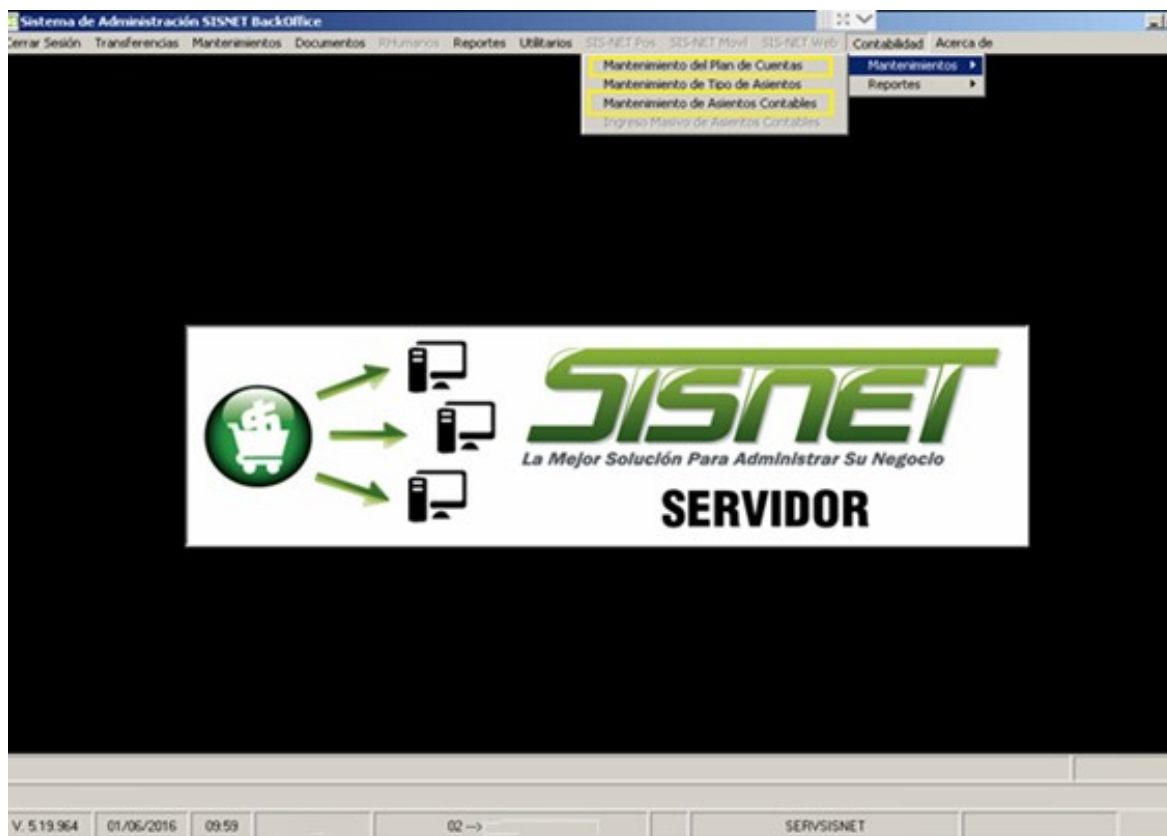 Sistema de Administración SISNET BackOffice
Cerrar Sesión Transferencias Mantenimientos Documentos RHumanos Reportes Utilitarios SIS-NET Pos SIS-NET Movil SIS-NET Web Contabilidad Acerca de
Mantenimiento del Plan de Cuentas
Mantenimiento de Tipo de Asientos
Mantenimiento de Asientos Contables
Ingreso Masivo de Asientos Contables
Mantenimientos
Reportes
SISNET
La Mejor Solución Para Administrar Su Negocio
SERVIDOR
V. 5.19.964 01/06/2016 09:59 02 --> SERVSISNET